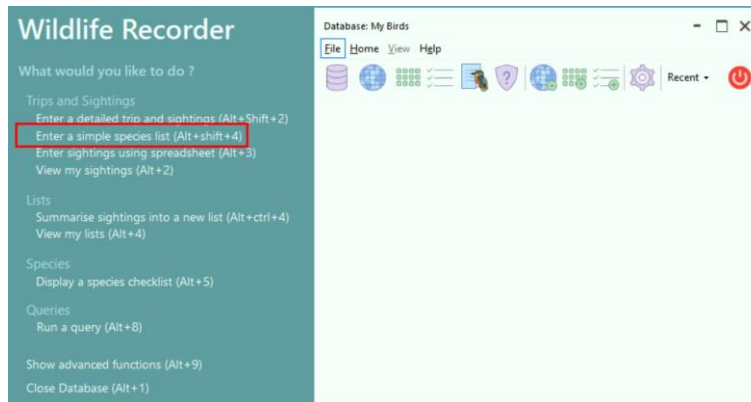 Wildlife Recorder
What would you like to do ?
Trips and Sightings
Enter a detailed trip and sightings (Alt+Shift+2)
Enter a simple species list (Alt+shift+4)
Enter sightings using spreadsheet (Alt+3)
View my sightings (Alt+2)
Lists
Summarise sightings into a new list (Alt+ctrl+4)
View my lists (Alt+4)
Species
Display a species checklist (Alt+5)
Queries
Run a query (Alt+8)
Show advanced functions (Alt+9)
Close Database (Alt+1)
Database: My Birds
File Home View Help
? Recent